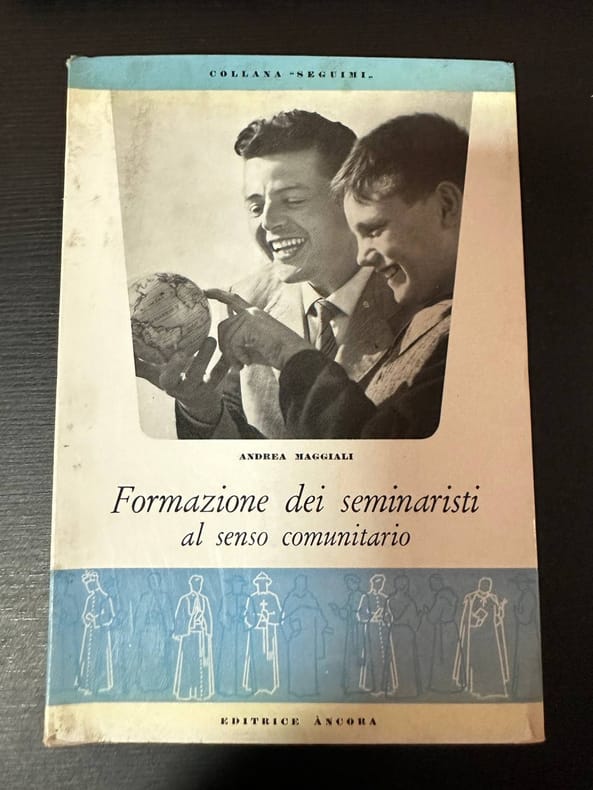 COLLANA "SEGUIMI„
ANDREA MAGGIALI
Formazione dei seminaristi
al senso comunitario
EDITRICE ÀNCORA